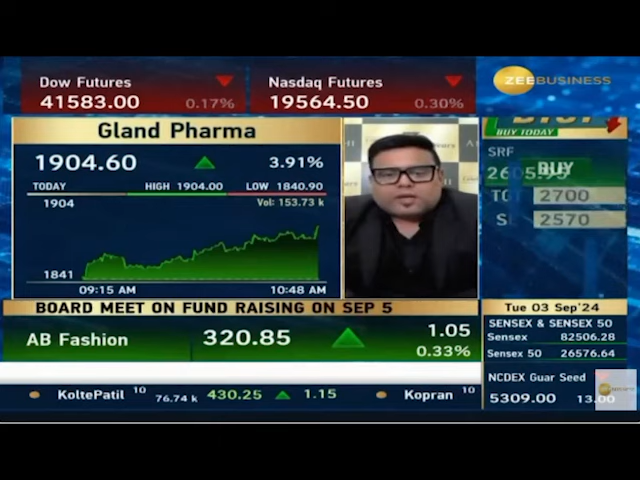 Dow Futures
41583.00 0.17%
Nasdaq Futures
19564.50 0.30%
ZEEBUSINESS
Gland Pharma
1904.60 3.91%
TODAY HIGH 1904.00 LOW 1840.90
1904 Vol: 153.73 k
1841
09:15 AM 10:48 AM
BUY TODAY
SRF
BUY
2700
2570
BOARD MEET ON FUND RAISING ON SEP 5
AB Fashion 320.85 1.05
0.33%
Tue 03 Sep'24
SENSEX & SENSEX 50
Sensex 82506.28
Sensex 50 26576.64
NCDEX Guar Seed
5309.00 13.00
KoltePatil 10 76.74 k 430.25 1.15 Kopran 10